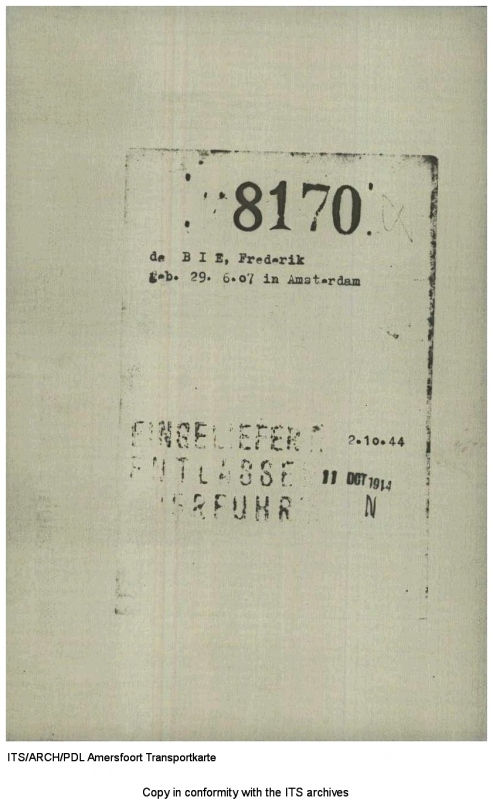 8170
de B I E, Frederik
geb. 29. 6.07 in Amsterdam
EINGELIEFERT 2.10.44
ENTLASSEN 11 OCT 1944
ÜBERFÜHRT N
ITS/ARCH/PDL Amersfoort Transportkarte
Copy in conformity with the ITS archives